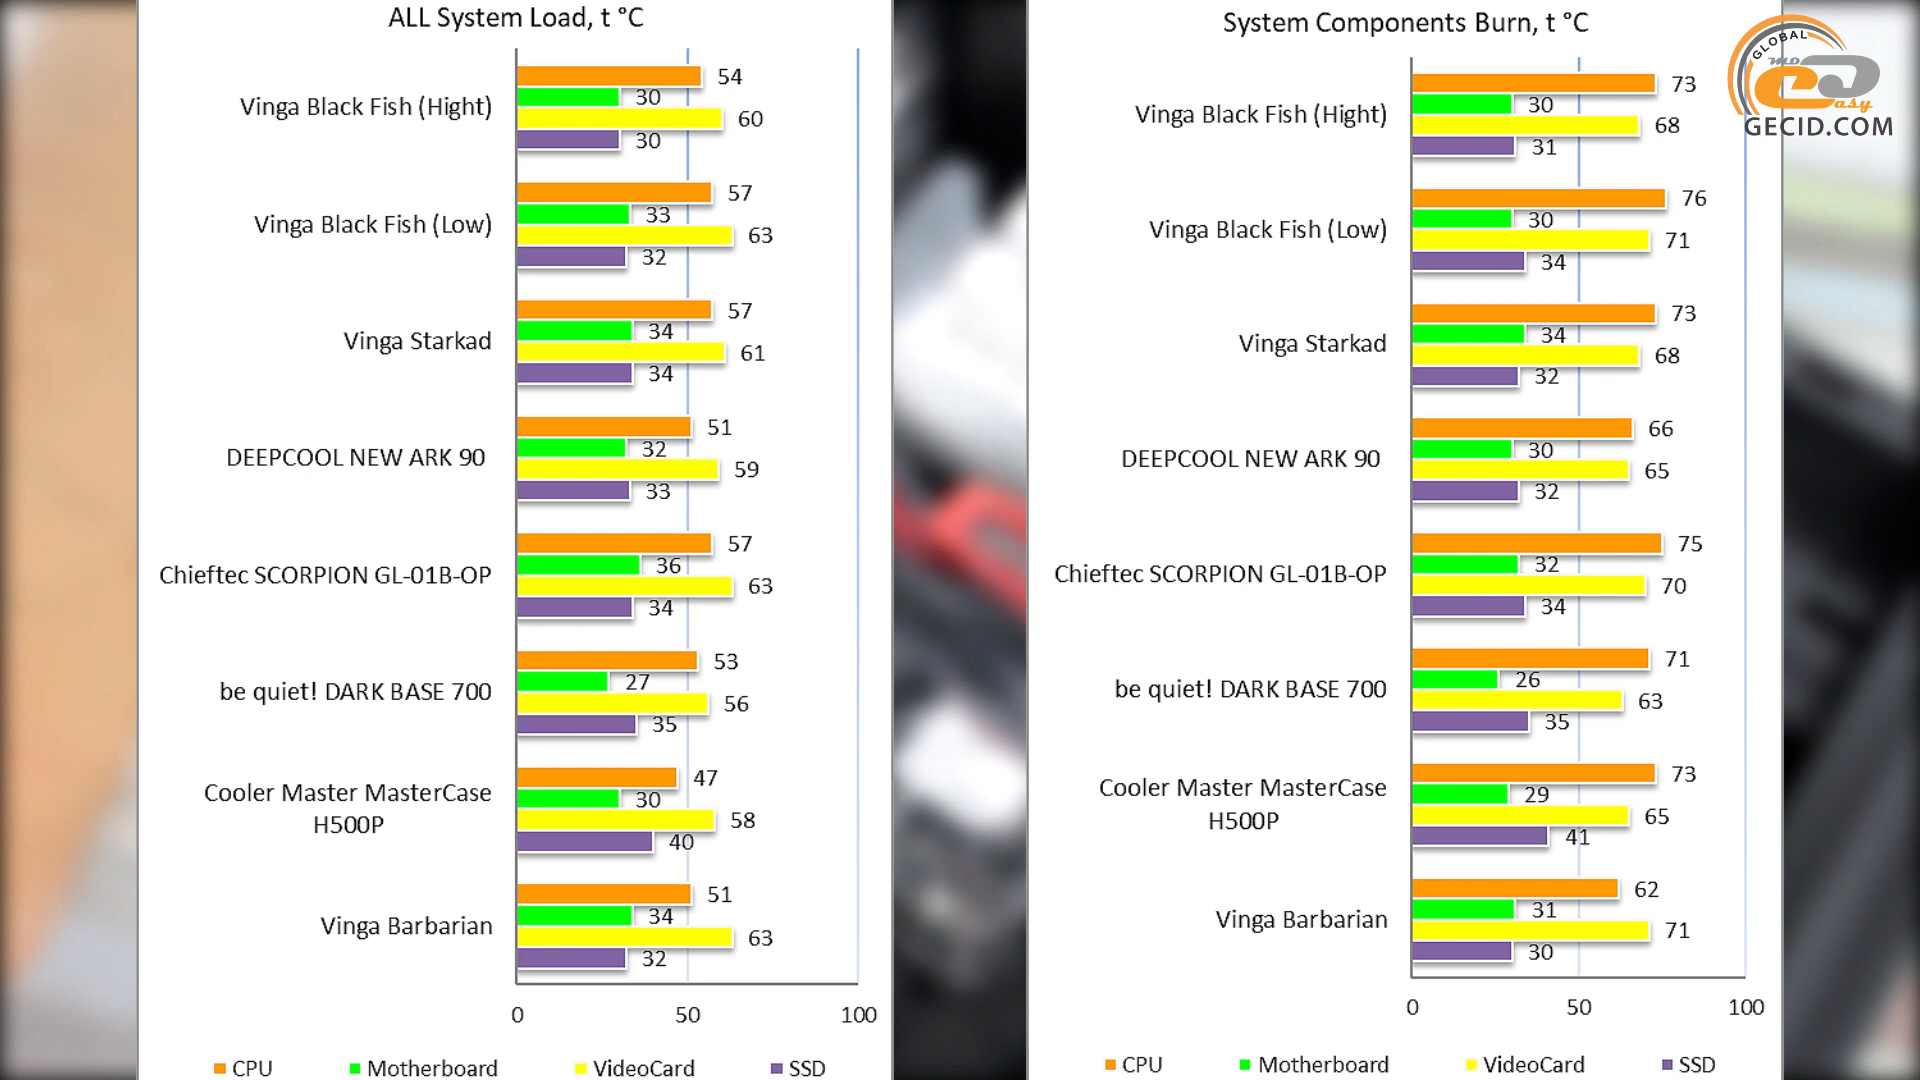 ALL System Load, t °C
Vinga Black Fish (Hight)
54
30
60
30
Vinga Black Fish (Low)
57
33
63
32
Vinga Starkad
57
34
61
34
DEEPCOOL NEW ARK 90
51
32
59
33
Chieftec SCORPION GL-01B-OP
57
36
63
34
be quiet! DARK BASE 700
53
27
56
35
Cooler Master MasterCase
H500P
47
30
58
40
Vinga Barbarian
51
34
63
32
0 50 100
CPU Motherboard VideoCard SSD
System Components Burn, t °C
Vinga Black Fish (Hight)
73
30
68
31
Vinga Black Fish (Low)
76
30
71
34
Vinga Starkad
73
34
68
32
DEEPCOOL NEW ARK 90
66
30
65
32
Chieftec SCORPION GL-01B-OP
75
32
70
34
be quiet! DARK BASE 700
71
26
63
35
Cooler Master MasterCase
H500P
73
29
65
41
Vinga Barbarian
62
31
71
30
0 50 100
CPU Motherboard VideoCard SSD
GLOBAL
mo
asy
GECID.COM